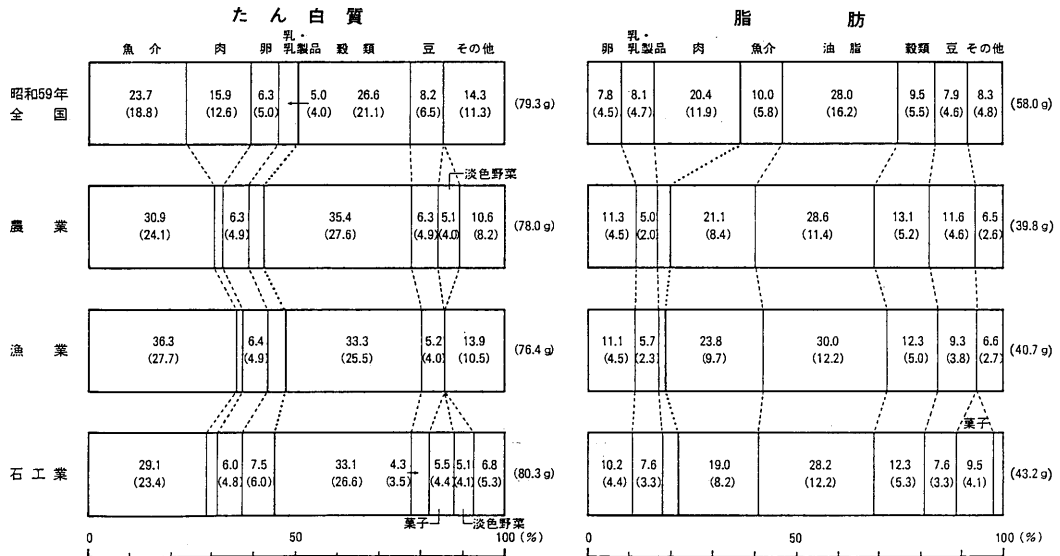 た ん 白 質
魚 介 肉 卵 乳・乳製品 穀 類 豆 その他
昭和59年 全 国
23.7 15.9 6.3 5.0 26.6 8.2 14.3
(18.8) (12.6) (5.0) (4.0) (21.1) (6.5) (11.3)
(79.3g)
淡色野菜
農 業
30.9 6.3 35.4 6.3 5.1 10.6
(24.1) (4.9) (27.6) (4.9) (4.0) (8.2)
(78.0g)
漁 業
36.3 6.4 33.3 5.2 13.9
(27.7) (4.9) (25.5) (4.0) (10.5)
(76.4g)
石 工 業
29.1 6.0 7.5 33.1 4.3 5.5 5.1 6.8
(23.4) (4.8) (6.0) (26.6) (3.5) (4.4) (4.1) (5.3)
(80.3g)
菓子 淡色野菜
0 50 100 (%)
脂 肪
卵 乳・乳製品 肉 魚介 油 脂 穀類 豆 その他
7.8 8.1 20.4 10.0 28.0 9.5 7.9 8.3
(4.5) (4.7) (11.9) (5.8) (16.2) (5.5) (4.6) (4.8)
(58.0g)
11.3 5.0 21.1 28.6 13.1 11.6 6.5
(4.5) (2.0) (8.4) (11.4) (5.2) (4.6) (2.6)
(39.8g)
11.1 5.7 23.8 30.0 12.3 9.3 6.6
(4.5) (2.3) (9.7) (12.2) (5.0) (3.8) (2.7)
(40.7g)
菓子
10.2 7.6 19.0 28.2 12.3 7.6 9.5
(4.4) (3.3) (8.2) (12.2) (5.3) (3.3) (4.1)
(43.2g)
0 50 100 (%)